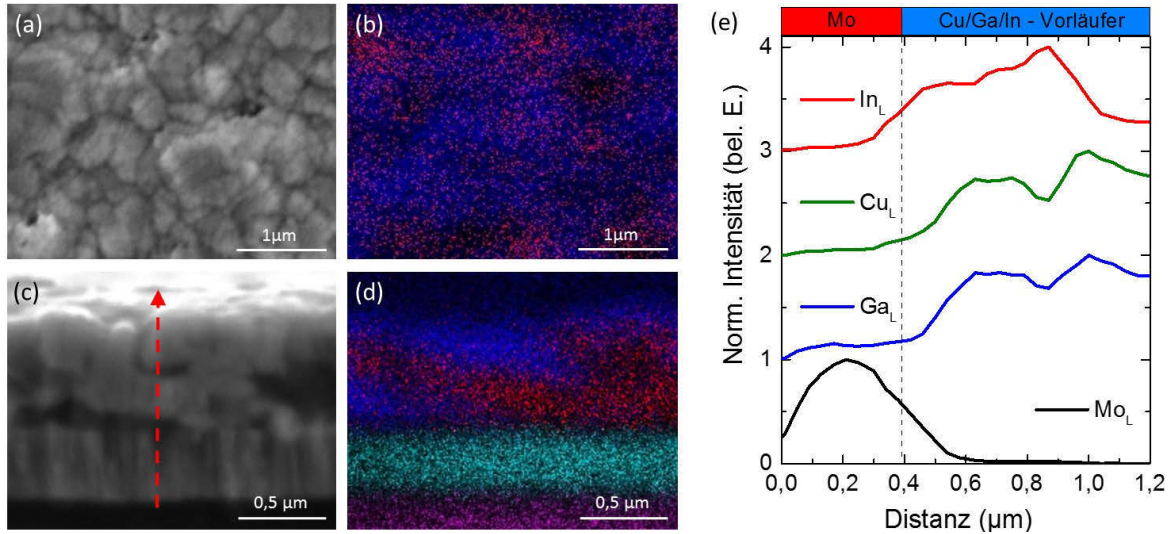 (a)
1µm
(b)
1µm
(c)
0,5 µm
(d)
0,5 µm
(e)
Mo
Cu/Ga/In - Vorläufer
Norm. Intensität (bel. E.)
4
3
2
1
0
In_L
Cu_L
Ga_L
Mo_L
0,0 0,2 0,4 0,6 0,8 1,0 1,2
Distanz (µm)